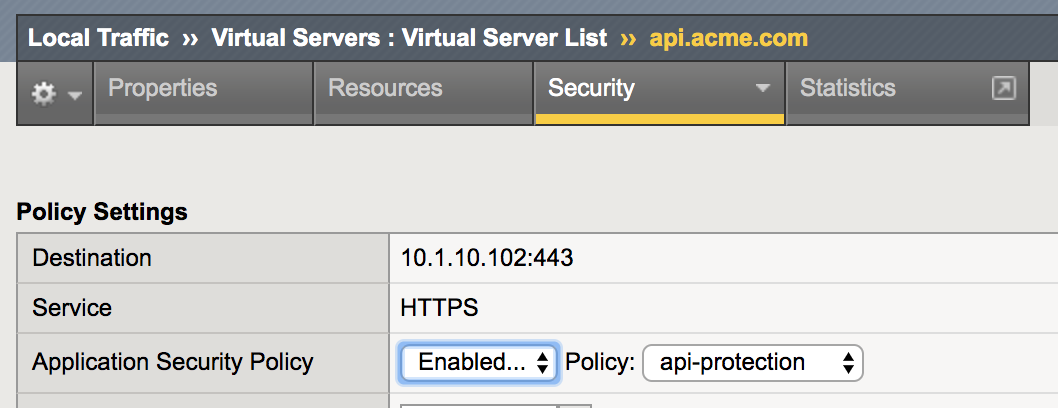 Local Traffic ›› Virtual Servers : Virtual Server List ›› api.acme.com
Properties Resources Security Statistics
Policy Settings
Destination 10.1.10.102:443
Service HTTPS
Application Security Policy Enabled... Policy: api-protection